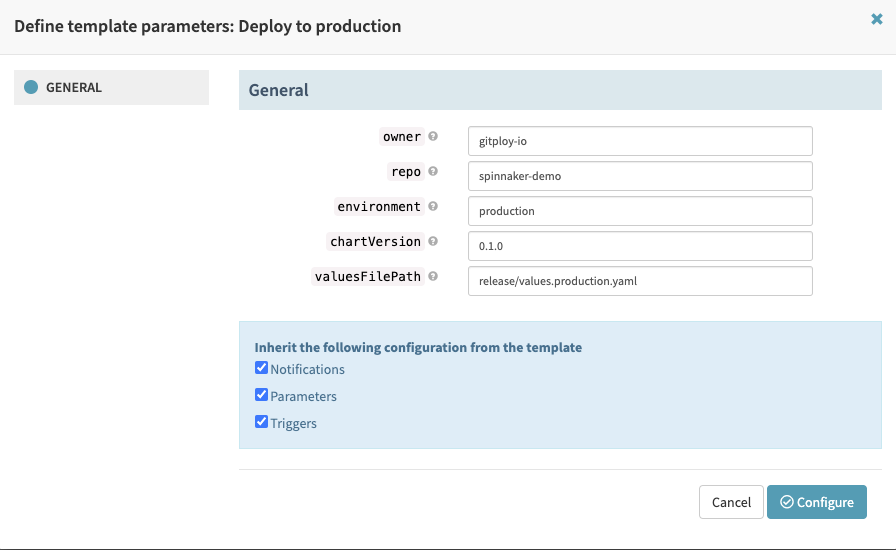 Define template parameters: Deploy to production
GENERAL
General
owner
gitploy-io
repo
spinnaker-demo
environment
production
chartVersion
0.1.0
valuesFilePath
release/values.production.yaml
Inherit the following configuration from the template
Notifications
Parameters
Triggers
Cancel
Configure